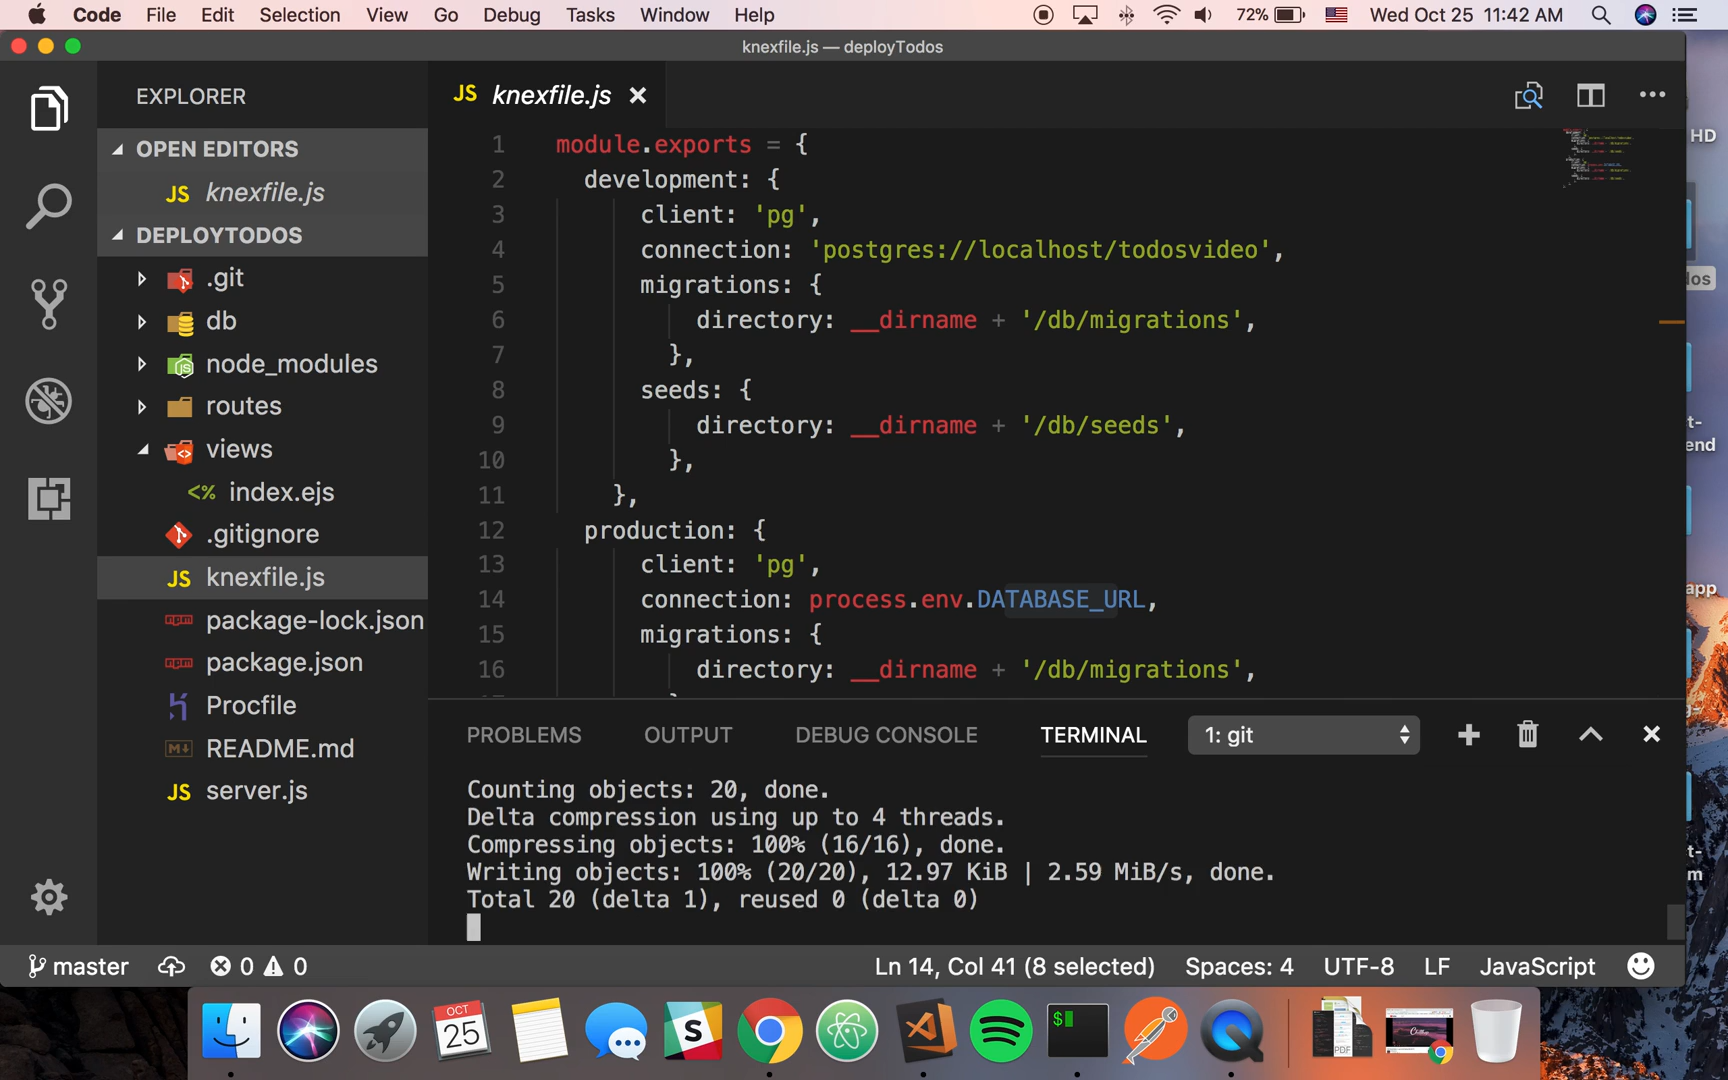 Code File Edit Selection View Go Debug Tasks Window Help 72% Wed Oct 25 11:42 AM
knexfile.js — deployTodos
EXPLORER
OPEN EDITORS
JS knexfile.js
DEPLOYTODOS
.git
db
node_modules
routes
views
<% index.ejs
.gitignore
JS knexfile.js
package-lock.json
package.json
Procfile
README.md
JS server.js
JS knexfile.js
1 module.exports = {
2 development: {
3 client: 'pg',
4 connection: 'postgres://localhost/todosvideo',
5 migrations: {
6 directory: __dirname + '/db/migrations',
7 },
8 seeds: {
9 directory: __dirname + '/db/seeds',
10 },
11 },
12 production: {
13 client: 'pg',
14 connection: process.env.DATABASE_URL,
15 migrations: {
16 directory: __dirname + '/db/migrations',
PROBLEMS OUTPUT DEBUG CONSOLE TERMINAL 1: git
Counting objects: 20, done.
Delta compression using up to 4 threads.
Compressing objects: 100% (16/16), done.
Writing objects: 100% (20/20), 12.97 KiB | 2.59 MiB/s, done.
Total 20 (delta 1), reused 0 (delta 0)
master 0 0 Ln 14, Col 41 (8 selected) Spaces: 4 UTF-8 LF JavaScript
HD
dos
t-
end
app
t-
m
OCT
25
S
$
PDF